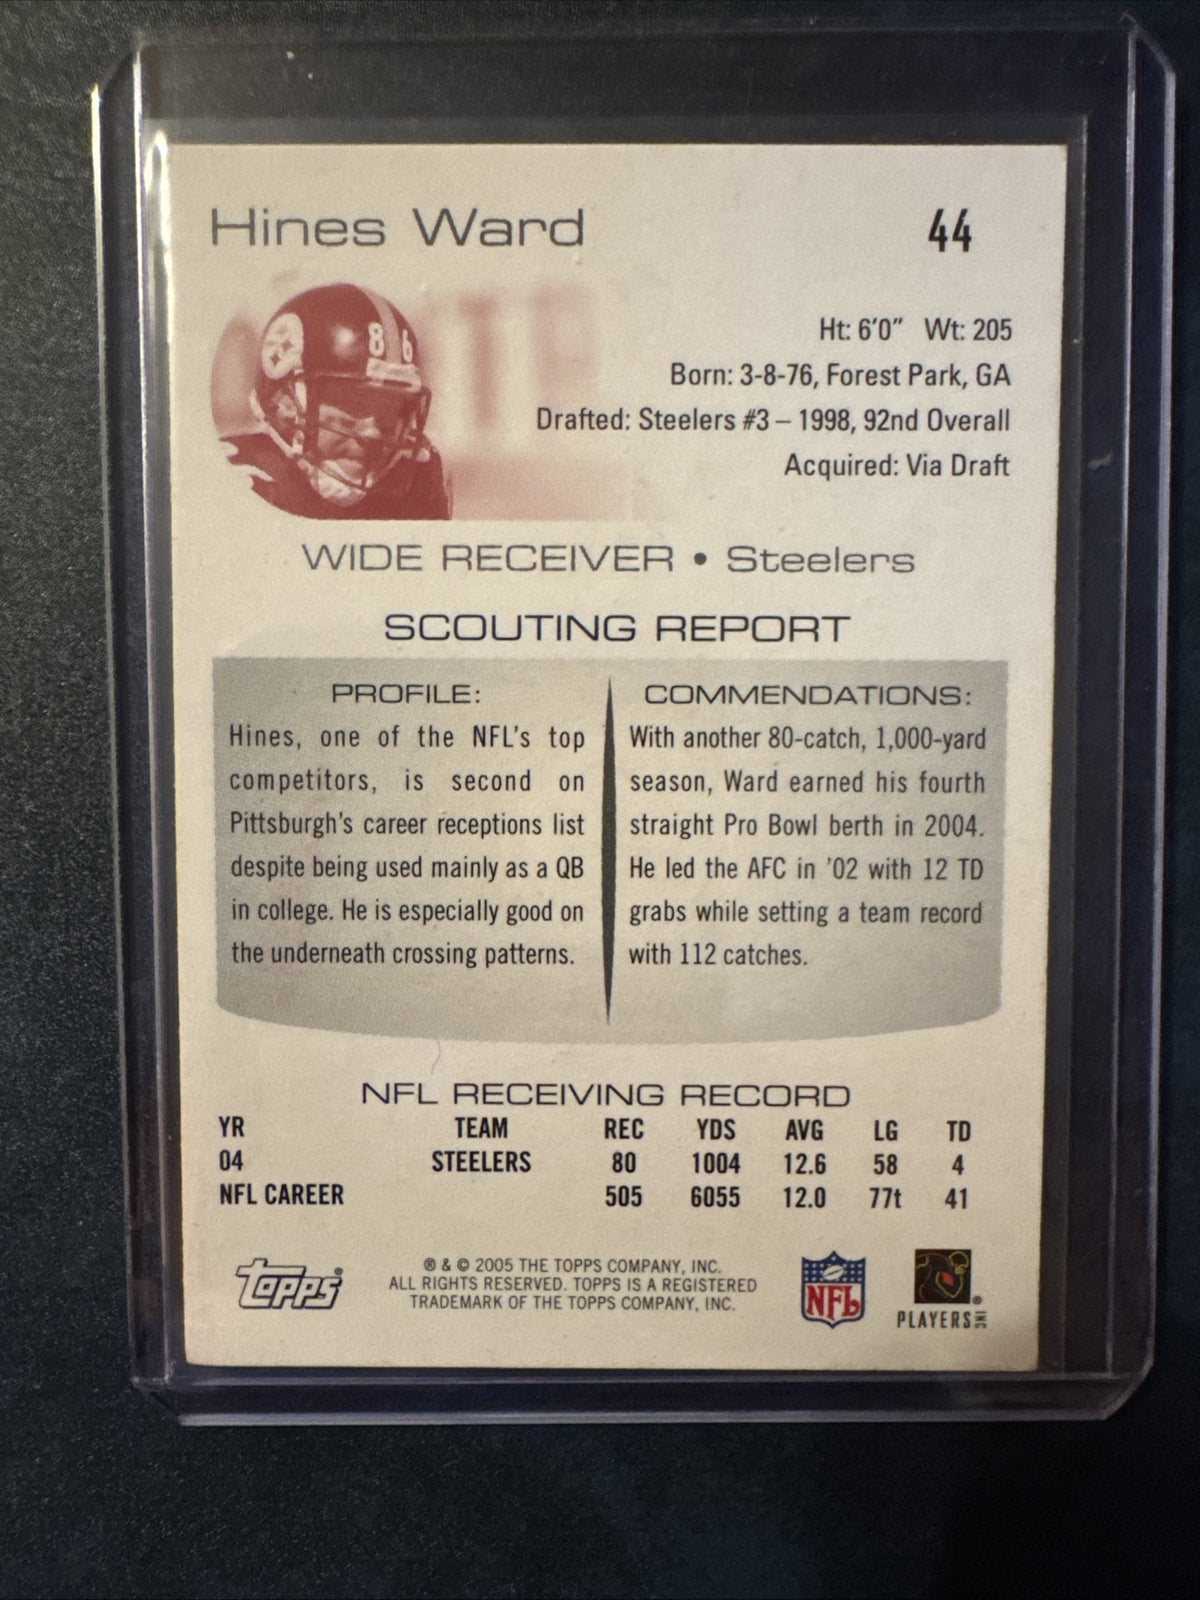 Hines Ward 44
86
Ht: 6'0" Wt: 205
Born: 3-8-76, Forest Park, GA
Drafted: Steelers #3 – 1998, 92nd Overall
Acquired: Via Draft
WIDE RECEIVER • Steelers
SCOUTING REPORT
PROFILE:
Hines, one of the NFL's top
competitors, is second on
Pittsburgh's career receptions list
despite being used mainly as a QB
in college. He is especially good on
the underneath crossing patterns.
COMMENDATIONS:
With another 80-catch, 1,000-yard
season, Ward earned his fourth
straight Pro Bowl berth in 2004.
He led the AFC in '02 with 12 TD
grabs while setting a team record
with 112 catches.
NFL RECEIVING RECORD
YR TEAM REC YDS AVG LG TD
04 STEELERS 80 1004 12.6 58 4
NFL CAREER 505 6055 12.0 77t 41
Topps®
® & © 2005 THE TOPPS COMPANY, INC.
ALL RIGHTS RESERVED. TOPPS IS A REGISTERED
TRADEMARK OF THE TOPPS COMPANY, INC.
NFL
®
PLAYERS INC